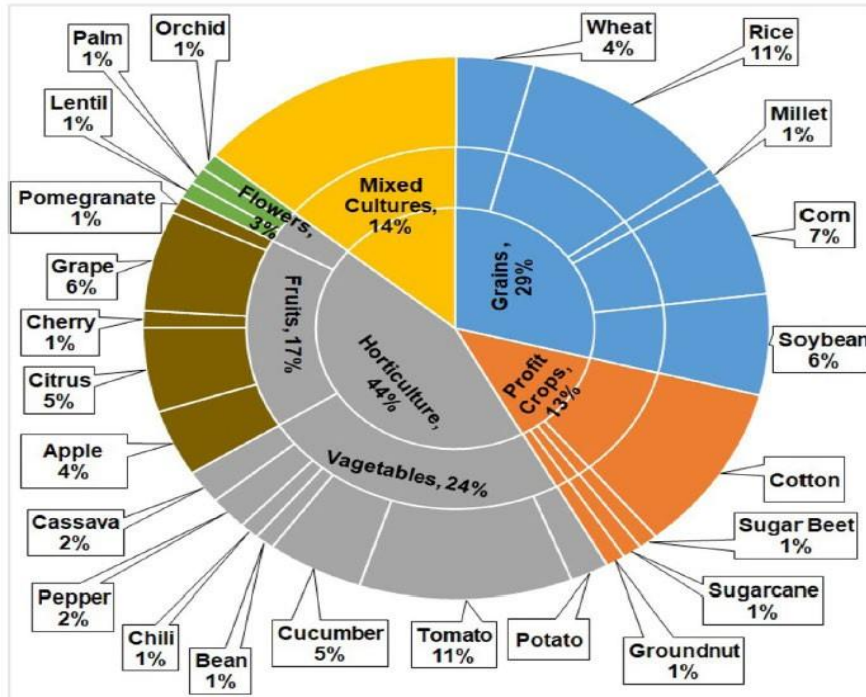 Orchid
1%
Palm
1%
Lentil
1%
Pomegranate
1%
Grape
6%
Cherry
1%
Citrus
5%
Apple
4%
Cassava
2%
Pepper
2%
Chili
1%
Bean
1%
Cucumber
5%
Tomato
11%
Potato
Groundnut
1%
Sugarcane
1%
Sugar Beet
1%
Cotton
Soybean
6%
Corn
7%
Millet
1%
Rice
11%
Wheat
4%
Mixed
Cultures,
14%
Flowers,
3%
Fruits, 17%
Horticulture,
44%
Vagetables, 24%
Grains ,
29%
Profit
Crops,
13%